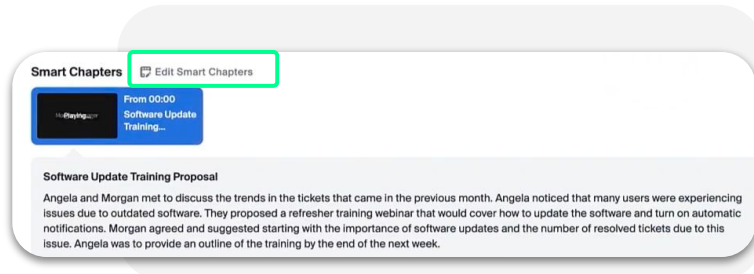 Smart Chapters Edit Smart Chapters
From 00:00
Playing
Software Update
Training...
Software Update Training Proposal
Angela and Morgan met to discuss the trends in the tickets that came in the previous month. Angela noticed that many users were experiencing
issues due to outdated software. They proposed a refresher training webinar that would cover how to update the software and turn on automatic
notifications. Morgan agreed and suggested starting with the importance of software updates and the number of resolved tickets due to this
issue. Angela was to provide an outline of the training by the end of the next week.